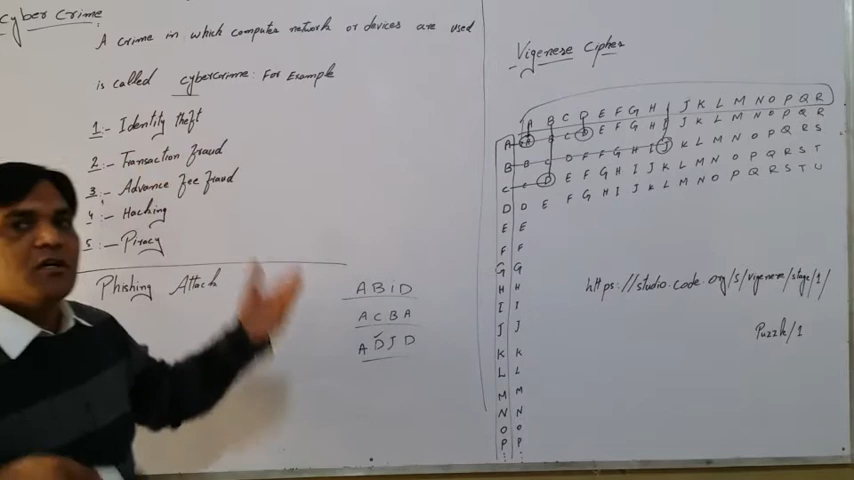 Cyber Crime
A crime in which computer network or devices are used
is called cybercrime. For Example
1:- Identity theft
2:- Transaction fraud
3:- Advance fee fraud
4:- Hacking
5:- Piracy
Phishing Attack
ABiD
ACBA
ADJD
Vigenese Cipher
A B C D E F G H I J K L M N O P Q R
A A B C D E F G H I J K L M N O P Q R
B B C D E F G H I J K L M N O P Q R S
C C D E F G H I J K L M N O P Q R S T
D D E F G H I J K L M N O P Q R S T U
E E
F F
G G
H H
I I
J J
K K
L L
M M
N N
O O
P P
https://studio.code.org/s/vigenere/stage/1/
Puzzle/1